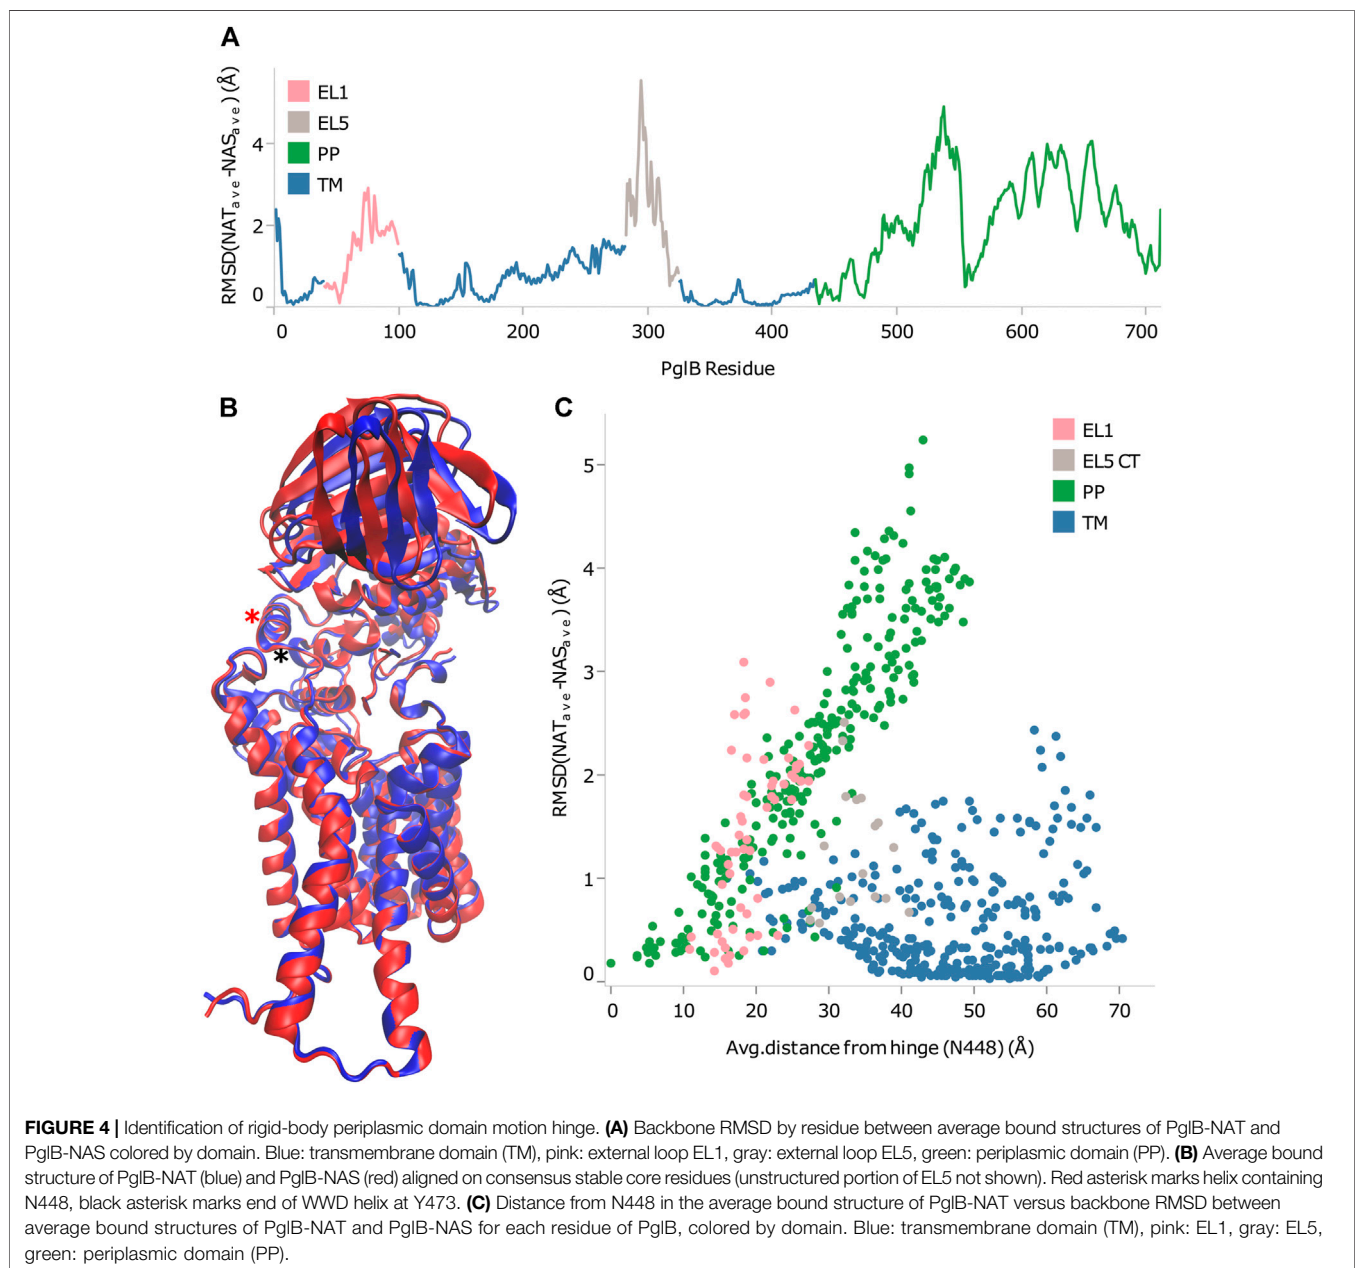 A
RMSD(NATave-NASave) (Å)
EL1
EL5
PP
TM
4
2
0
0 100 200 300 400 500 600 700
PglB Residue
B
*
*
C
RMSD(NATave-NASave) (Å)
EL1
EL5 CT
PP
TM
5
4
3
2
1
0
0 10 20 30 40 50 60 70
Avg.distance from hinge (N448) (Å)
FIGURE 4 | Identification of rigid-body periplasmic domain motion hinge. (A) Backbone RMSD by residue between average bound structures of PglB-NAT and
PglB-NAS colored by domain. Blue: transmembrane domain (TM), pink: external loop EL1, gray: external loop EL5, green: periplasmic domain (PP). (B) Average bound
structure of PglB-NAT (blue) and PglB-NAS (red) aligned on consensus stable core residues (unstructured portion of EL5 not shown). Red asterisk marks helix containing
N448, black asterisk marks end of WWD helix at Y473. (C) Distance from N448 in the average bound structure of PglB-NAT versus backbone RMSD between
average bound structures of PglB-NAT and PglB-NAS for each residue of PglB, colored by domain. Blue: transmembrane domain (TM), pink: EL1, gray: EL5,
green: periplasmic domain (PP).